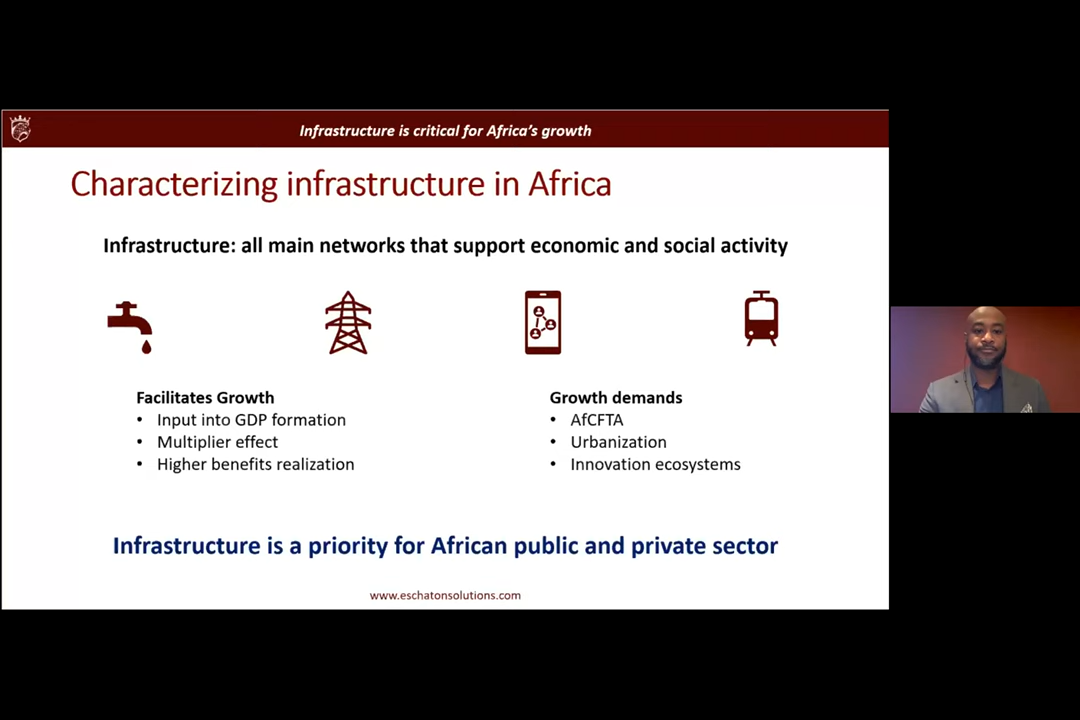 Infrastructure is critical for Africa's growth
Characterizing infrastructure in Africa
Infrastructure: all main networks that support economic and social activity
Facilitates Growth
• Input into GDP formation
• Multiplier effect
• Higher benefits realization
Growth demands
• AfCFTA
• Urbanization
• Innovation ecosystems
Infrastructure is a priority for African public and private sector
www.eschatonsolutions.com